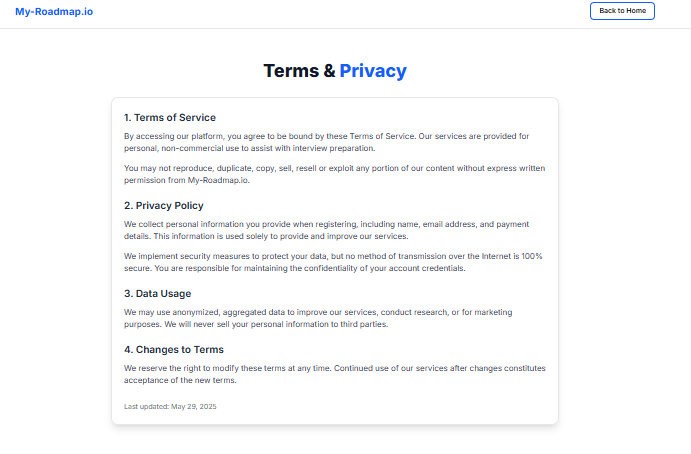 My-Roadmap.io
Back to Home
Terms & Privacy
1. Terms of Service
By accessing our platform, you agree to be bound by these Terms of Service. Our services are provided for
personal, non-commercial use to assist with interview preparation.
You may not reproduce, duplicate, copy, sell, resell or exploit any portion of our content without express written
permission from My-Roadmap.io.
2. Privacy Policy
We collect personal information you provide when registering, including name, email address, and payment
details. This information is used solely to provide and improve our services.
We implement security measures to protect your data, but no method of transmission over the Internet is 100%
secure. You are responsible for maintaining the confidentiality of your account credentials.
3. Data Usage
We may use anonymized, aggregated data to improve our services, conduct research, or for marketing
purposes. We will never sell your personal information to third parties.
4. Changes to Terms
We reserve the right to modify these terms at any time. Continued use of our services after changes constitutes
acceptance of the new terms.
Last updated: May 29, 2025